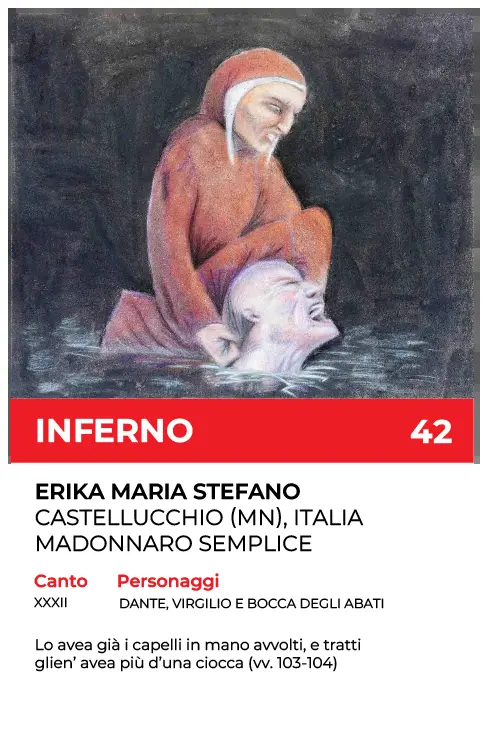 INFERNO 42
ERIKA MARIA STEFANO
CASTELLUCCHIO (MN), ITALIA
MADONNARO SEMPLICE
Canto Personaggi
XXXII DANTE, VIRGILIO E BOCCA DEGLI ABATI
Lo avea già i capelli in mano avvolti, e tratti
glien’ avea più d’una ciocca (vv. 103-104)